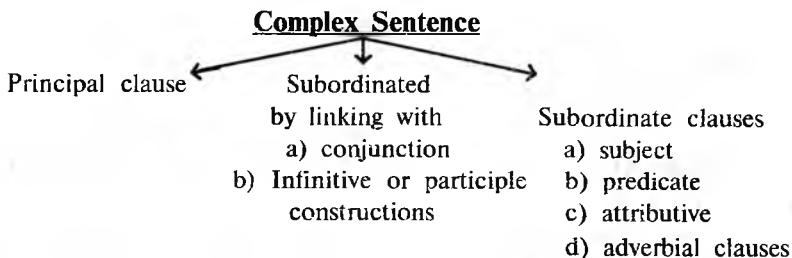 Complex Sentence
Principal clause
Subordinated
by linking with
a) conjunction
b) Infinitive or participle
constructions
Subordinate clauses
a) subject
b) predicate
c) attributive
d) adverbial clauses